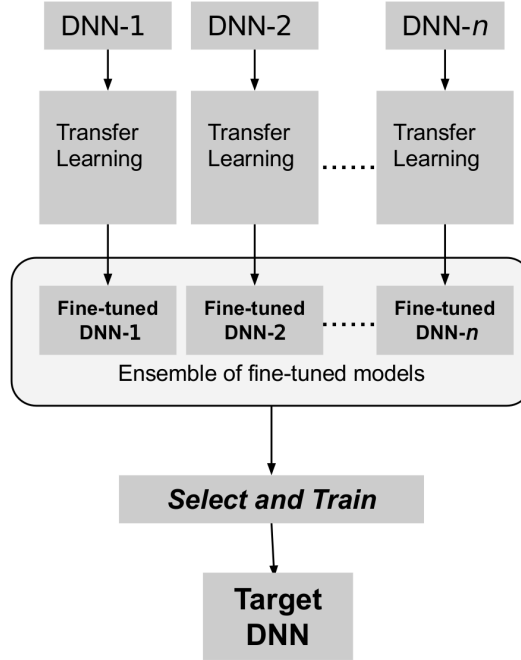 DNN-1
DNN-2
DNN-n
Transfer
Learning
Transfer
Learning
Transfer
Learning
Fine-tuned
DNN-1
Fine-tuned
DNN-2
Fine-tuned
DNN-n
Ensemble of fine-tuned models
Select and Train
Target
DNN